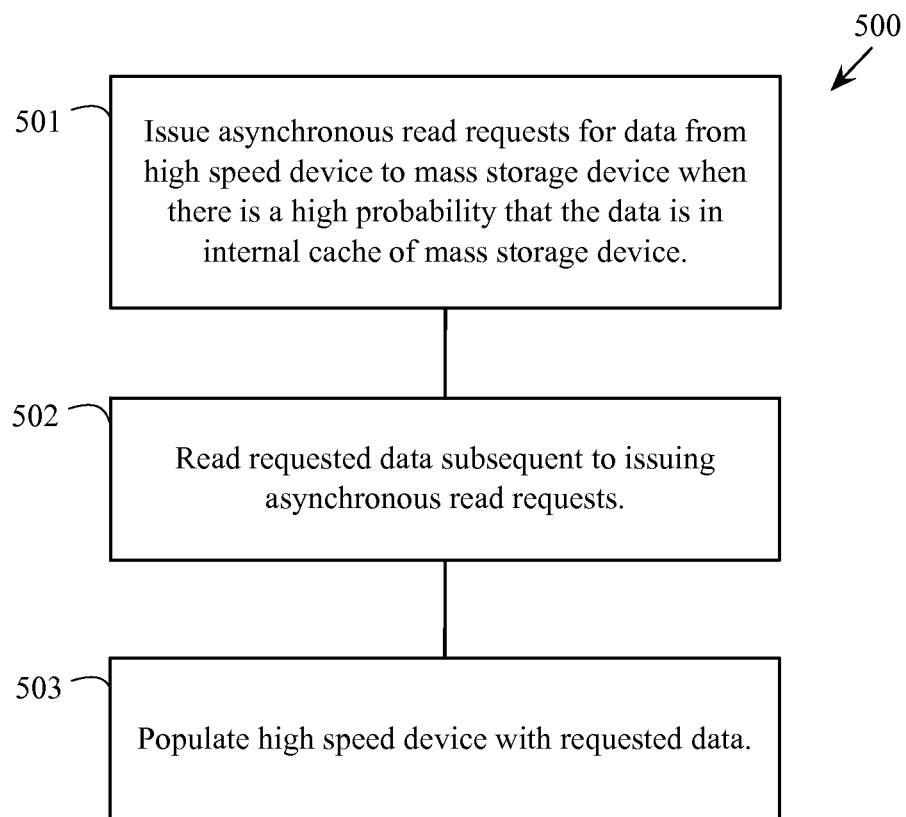 500
501
Issue asynchronous read requests for data from
high speed device to mass storage device when
there is a high probability that the data is in
internal cache of mass storage device.
502
Read requested data subsequent to issuing
asynchronous read requests.
503
Populate high speed device with requested data.